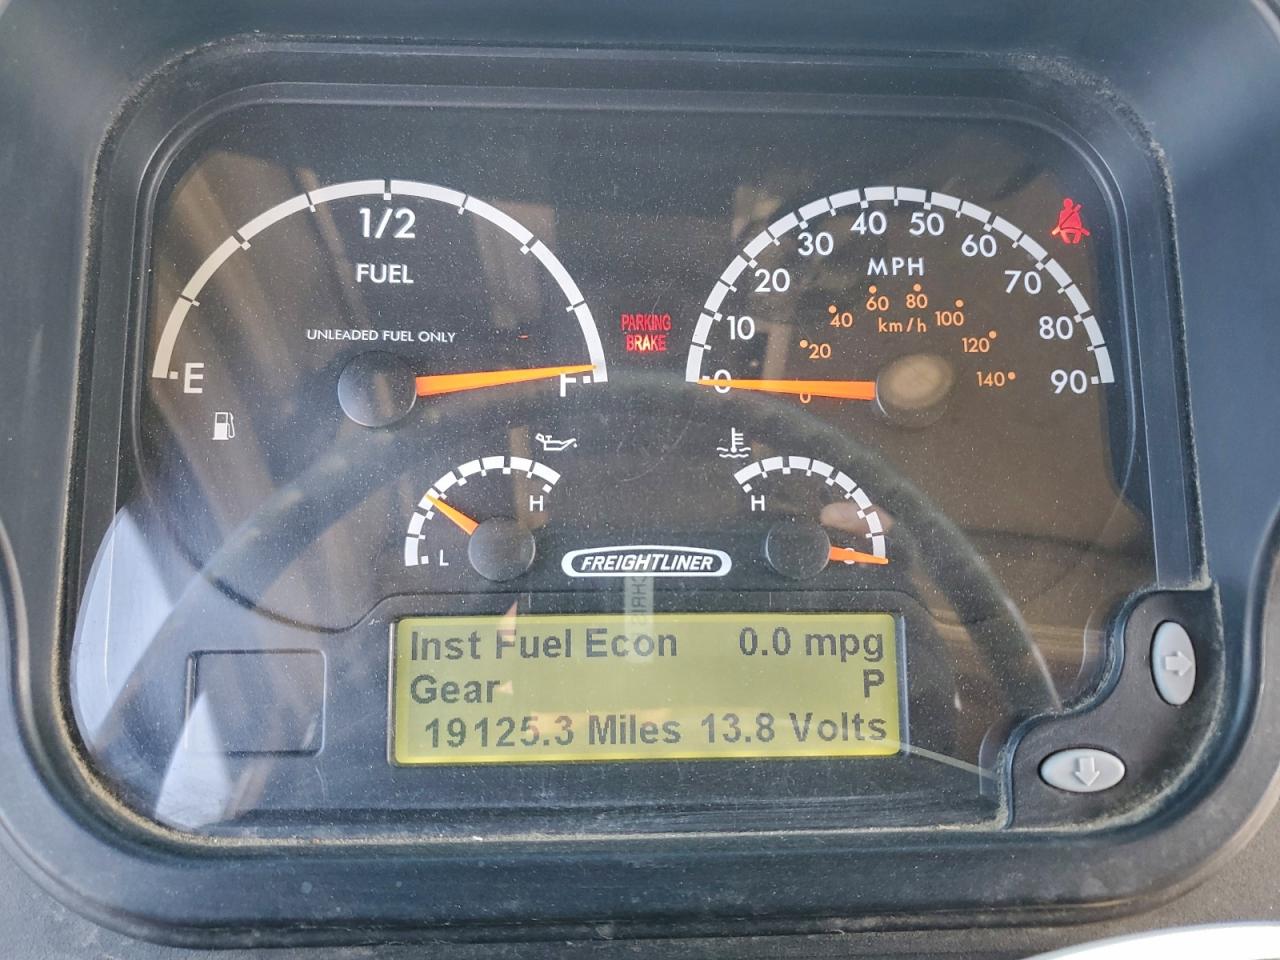 1/2
FUEL
UNLEADED FUEL ONLY
E
F
PARKING
BRAKE
0
10
20
30
40
50
60
70
80
90
MPH
0
20
40
60
80
100
120
140
km/h
L
H
H
FREIGHTLINER
Inst Fuel Econ 0.0 mpg
Gear P
19125.3 Miles 13.8 Volts